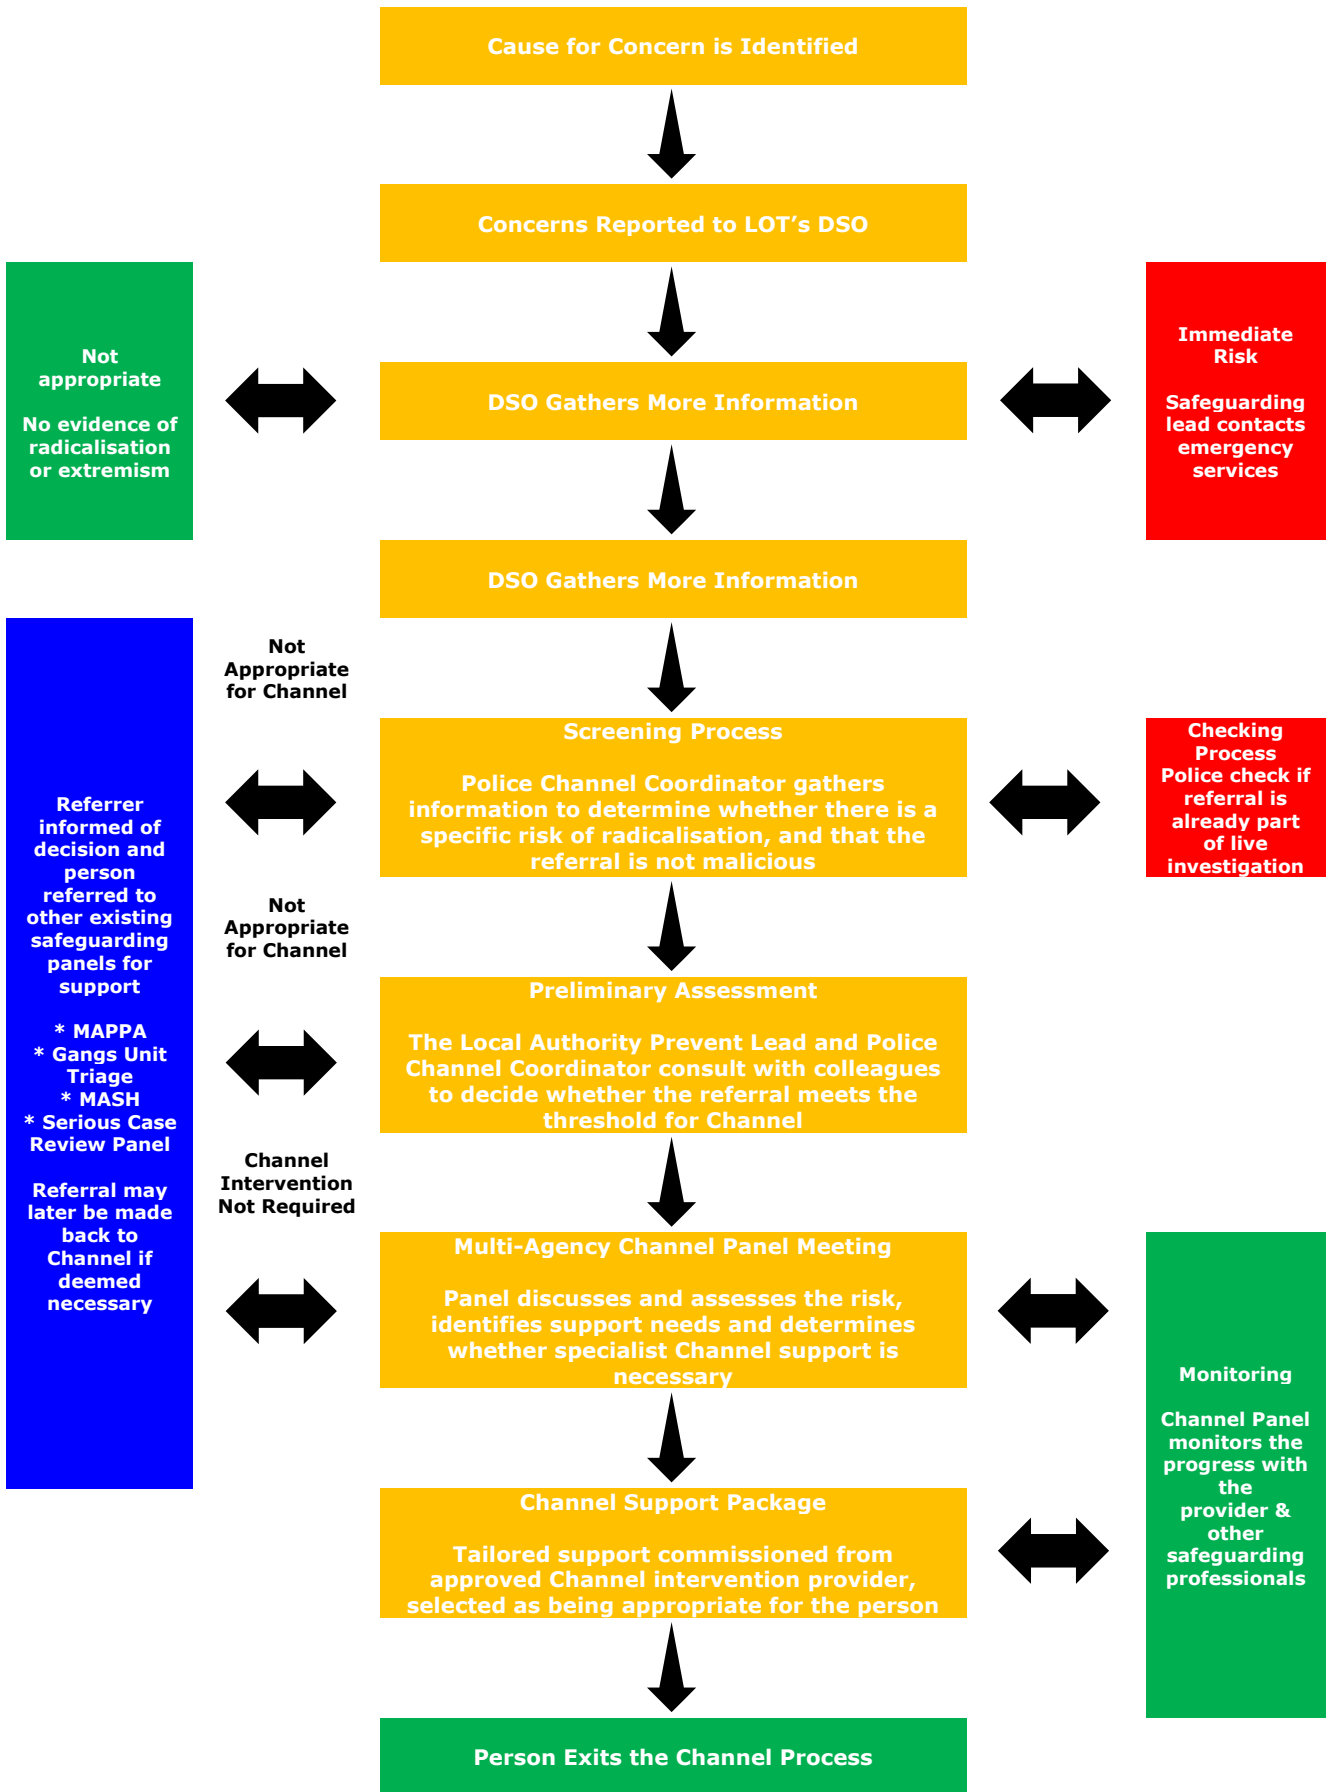 Cause for Concern is Identified
Concerns Reported to LOT’s DSO
Not
appropriate
No evidence of
radicalisation
or extremism
DSO Gathers More Information
Immediate
Risk
Safeguarding
lead contacts
emergency
services
DSO Gathers More Information
Not
Appropriate
for Channel
Screening Process
Police Channel Coordinator gathers
information to determine whether there is a
specific risk of radicalisation, and that the
referral is not malicious
Checking
Process
Police check if
referral is
already part
of live
investigation
Referrer
informed of
decision and
person
referred to
other existing
safeguarding
panels for
support
* MAPPA
* Gangs Unit
Triage
* MASH
* Serious Case
Review Panel
Referral may
later be made
back to
Channel if
deemed
necessary
Not
Appropriate
for Channel
Preliminary Assessment
The Local Authority Prevent Lead and Police
Channel Coordinator consult with colleagues
to decide whether the referral meets the
threshold for Channel
Channel
Intervention
Not Required
Multi-Agency Channel Panel Meeting
Panel discusses and assesses the risk,
identifies support needs and determines
whether specialist Channel support is
necessary
Monitoring
Channel Panel
monitors the
progress with
the
provider &
other
safeguarding
professionals
Channel Support Package
Tailored support commissioned from
approved Channel intervention provider,
selected as being appropriate for the person
Person Exits the Channel Process